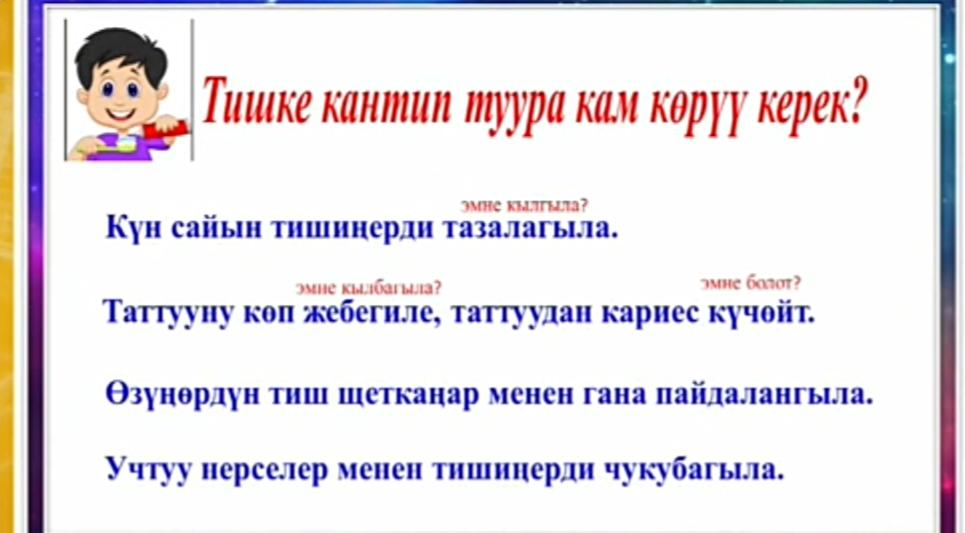 Тишке кантип туура кам көрүү керек?
эмне кылгыла?
Күн сайын тишиңерди тазалагыла.
эмне кылбагыла? эмне болот?
Таттууну көп жебегиле, таттуудан кариес күчөйт.
Өзүңөрдүн тиш щеткаңар менен гана пайдалангыла.
Учтуу нерселер менен тишиңерди чукубагыла.